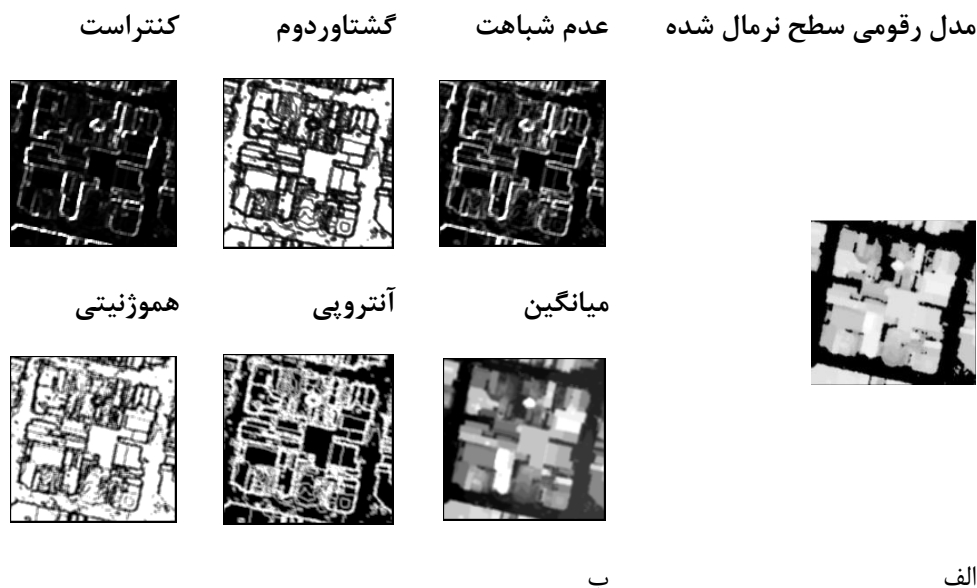 مدل رقومی سطح نرمال شده عدم شباهت گشتاوردوم کنتراست
میانگین آنتروپی هموژنیتی
الف ب